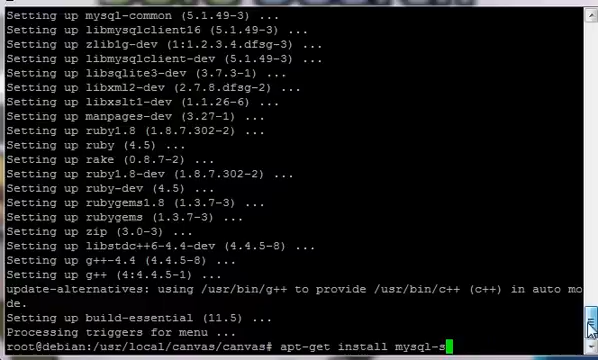 Setting up mysql-common (5.1.49-3) ...
Setting up libmysqlclient16 (5.1.49-3) ...
Setting up zlib1g-dev (1:1.2.3.4.dfsg-3) ...
Setting up libmysqlclient-dev (5.1.49-3) ...
Setting up libsqlite3-dev (3.7.3-1) ...
Setting up libxml2-dev (2.7.8.dfsg-2) ...
Setting up libxslt1-dev (1.1.26-6) ...
Setting up manpages-dev (3.27-1) ...
Setting up ruby1.8 (1.8.7.302-2) ...
Setting up ruby (4.5) ...
Setting up rake (0.8.7-2) ...
Setting up ruby1.8-dev (1.8.7.302-2) ...
Setting up ruby-dev (4.5) ...
Setting up rubygems1.8 (1.3.7-3) ...
Setting up rubygems (1.3.7-3) ...
Setting up zip (3.0-3) ...
Setting up libstdc++6-4.4-dev (4.4.5-8) ...
Setting up g++-4.4 (4.4.5-8) ...
Setting up g++ (4:4.4.5-1) ...
update-alternatives: using /usr/bin/g++ to provide /usr/bin/c++ (c++) in auto mo
de.
Setting up build-essential (11.5) ...
Processing triggers for menu ...
root@debian:/usr/local/canvas/canvas# apt-get install mysql-s